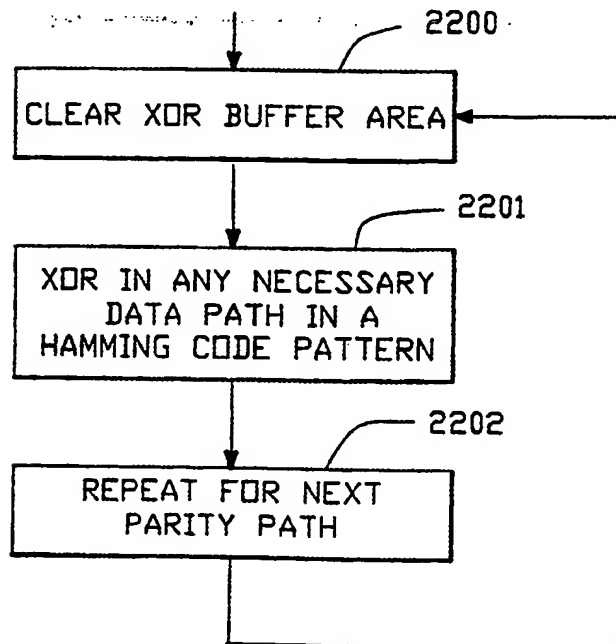 2200
CLEAR XOR BUFFER AREA
2201
XOR IN ANY NECESSARY
DATA PATH IN A
HAMMING CODE PATTERN
2202
REPEAT FOR NEXT
PARITY PATH